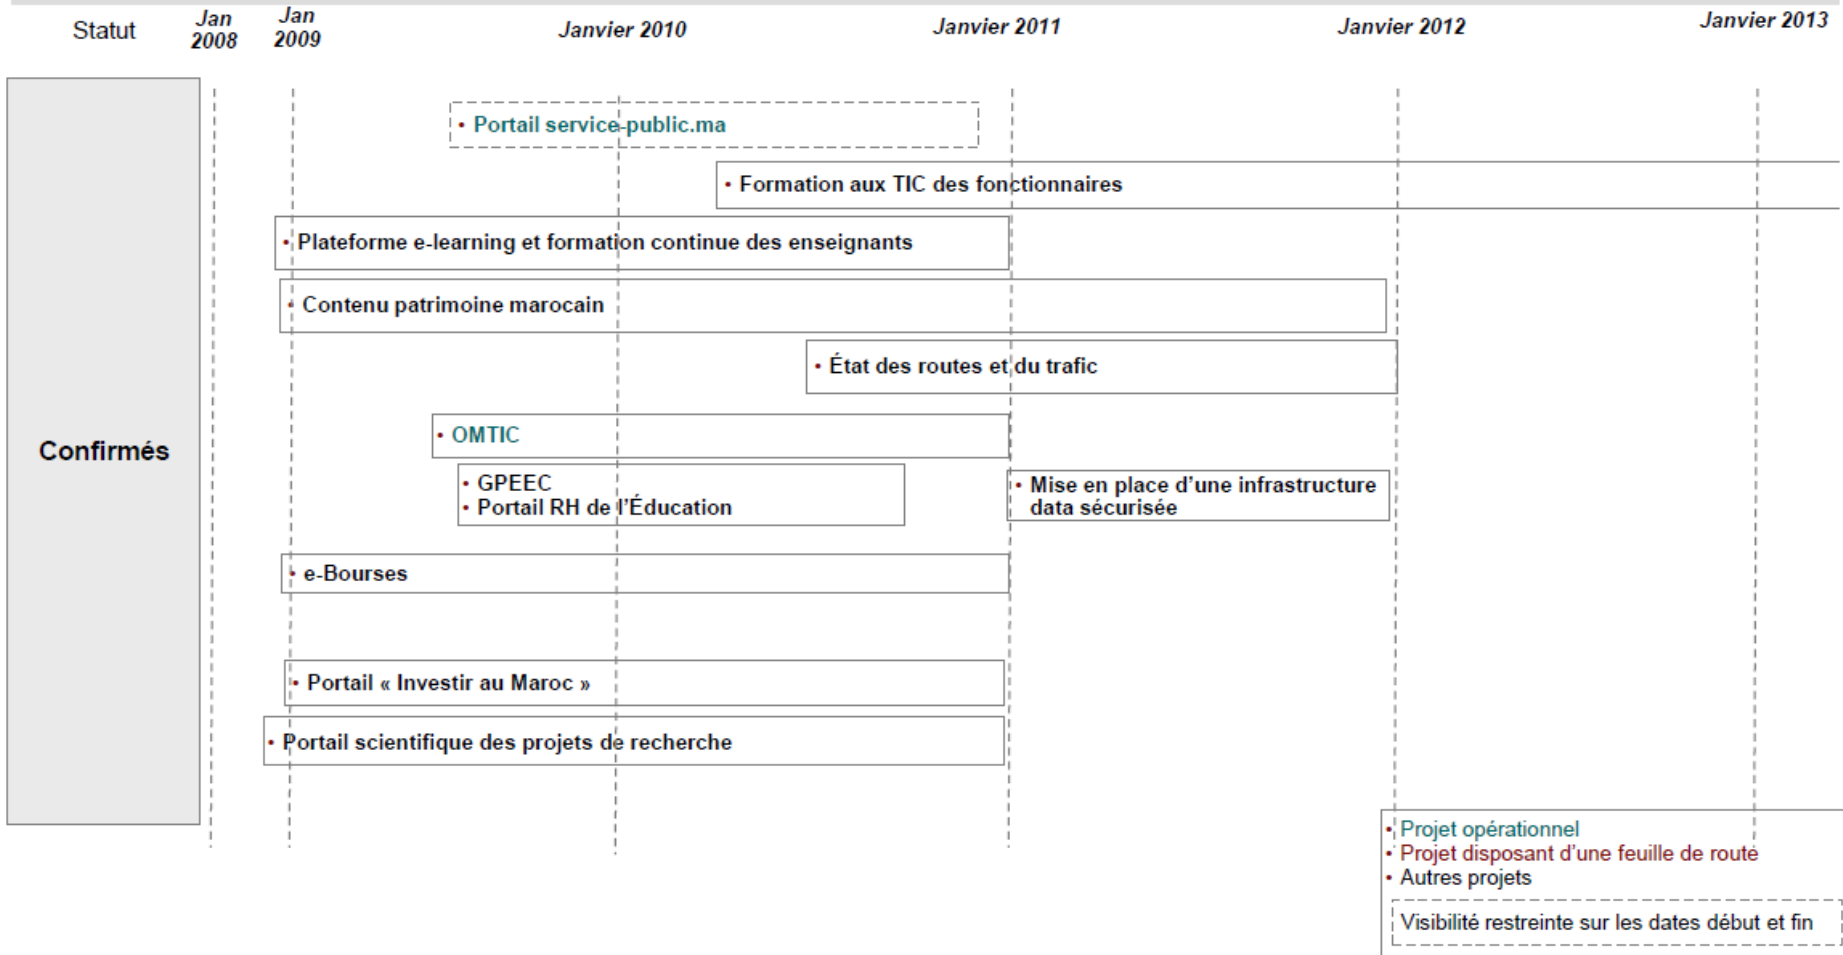 Statut
Jan
2008
Jan
2009
Janvier 2010
Janvier 2011
Janvier 2012
Janvier 2013
Confirmés
• Portail service-public.ma
• Formation aux TIC des fonctionnaires
• Plateforme e-learning et formation continue des enseignants
• Contenu patrimoine marocain
• État des routes et du trafic
• OMTIC
• GPEEC
• Portail RH de l’Éducation
• Mise en place d’une infrastructure
data sécurisée
• e-Bourses
• Portail « Investir au Maroc »
• Portail scientifique des projets de recherche
• Projet opérationnel
• Projet disposant d’une feuille de route
• Autres projets
Visibilité restreinte sur les dates début et fin